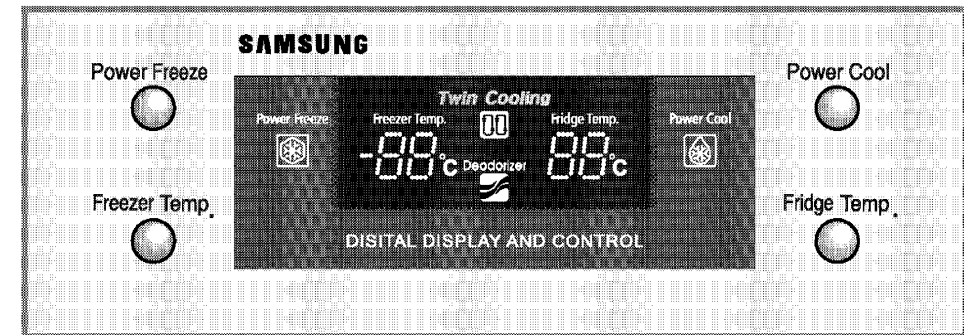 SAMSUNG
Power Freeze
Power Cool
Twin Cooling
Power Freeze
Freezer Temp.
Fridge Temp.
Power Cool
-88°C
Deodorizer
88°C
Freezer Temp.
Fridge Temp.
DISITAL DISPLAY AND CONTROL